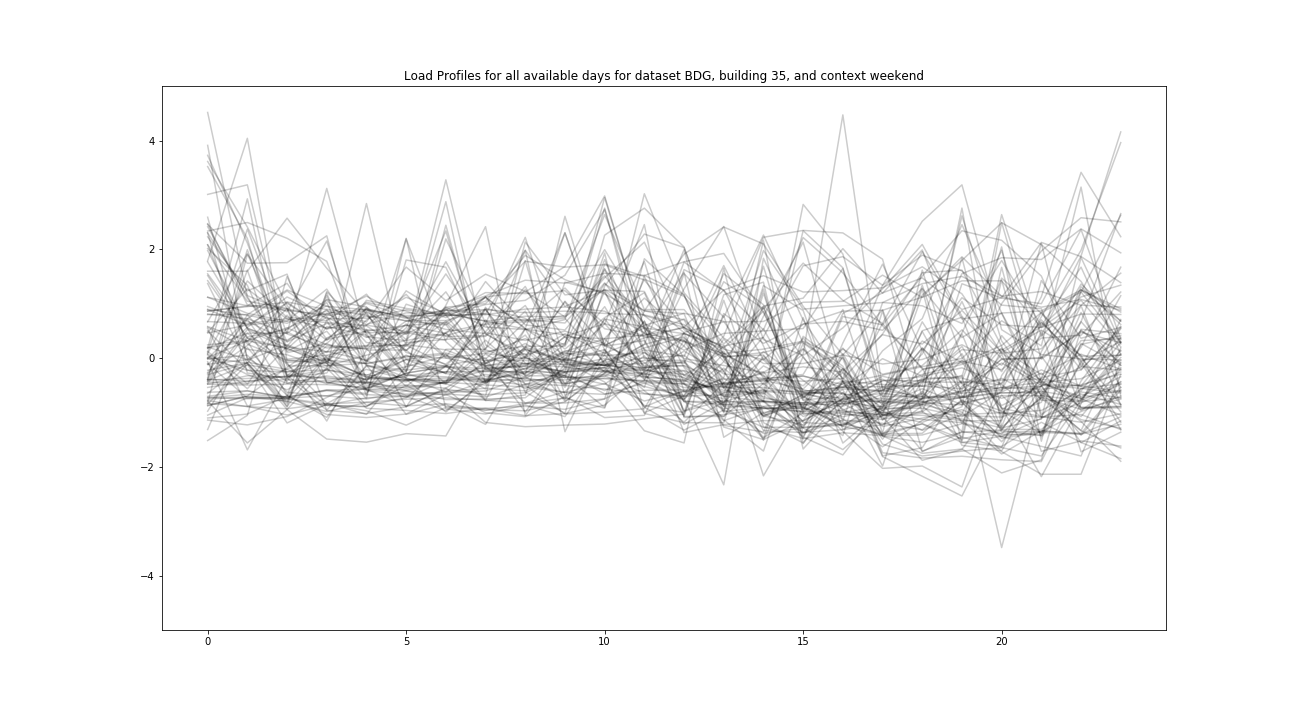 Load Profiles for all available days for dataset BDG, building 35, and context weekend
4
2
0
−2
−4
0 5 10 15 20